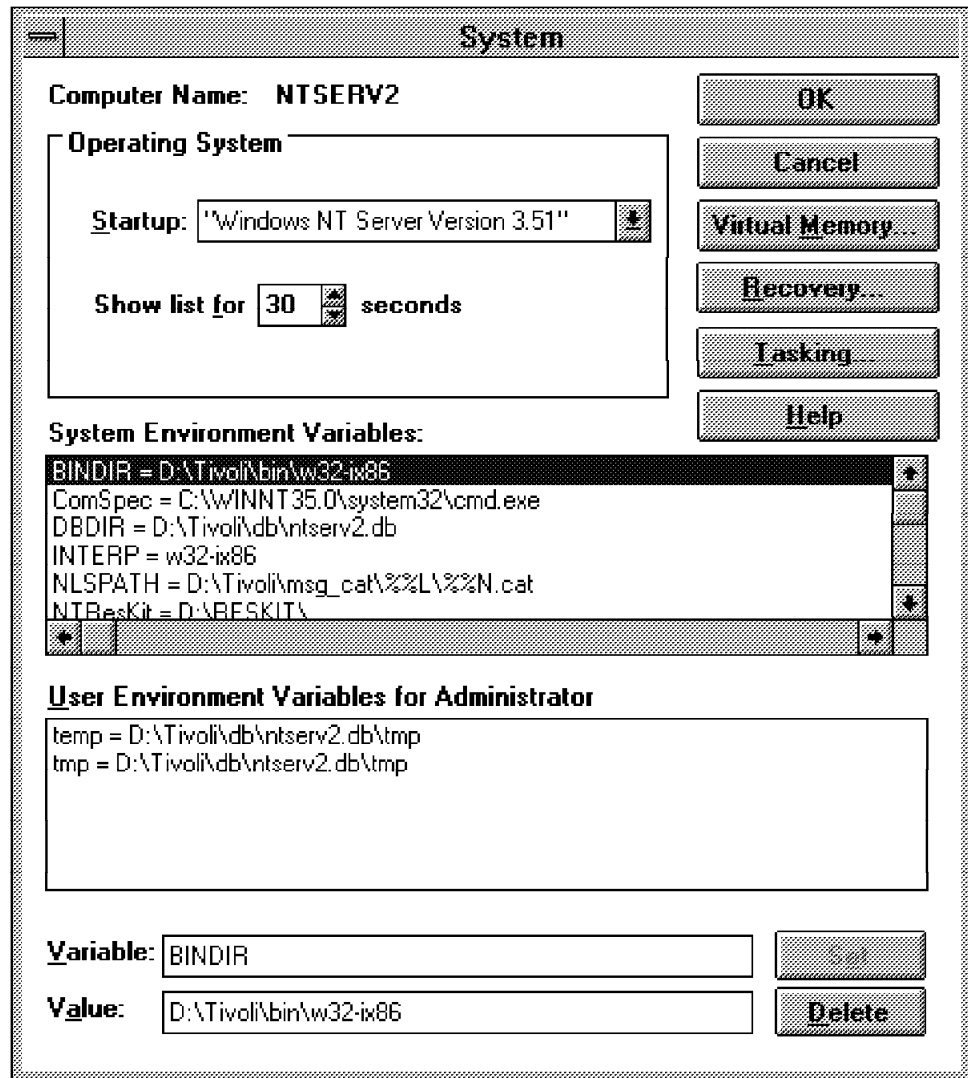 System
Computer Name: NTSERV2
OK
Operating System
Cancel
Startup: "Windows NT Server Version 3.51"
Virtual Memory...
Show list for 30 seconds
Recovery...
Tasking...
Help
System Environment Variables:
BINDIR = D:\Tivoli\bin\w32-ix86
ComSpec = C:\WINNT35.0\system32\cmd.exe
DBDIR = D:\Tivoli\db\ntserv2.db
INTERP = w32-ix86
NLSPATH = D:\Tivoli\msg_cat\%%L\%%N.cat
NTResKit = D:\RESKIT\
User Environment Variables for Administrator
temp = D:\Tivoli\db\ntserv2.db\tmp
tmp = D:\Tivoli\db\ntserv2.db\tmp
Variable: BINDIR
Set
Value: D:\Tivoli\bin\w32-ix86
Delete